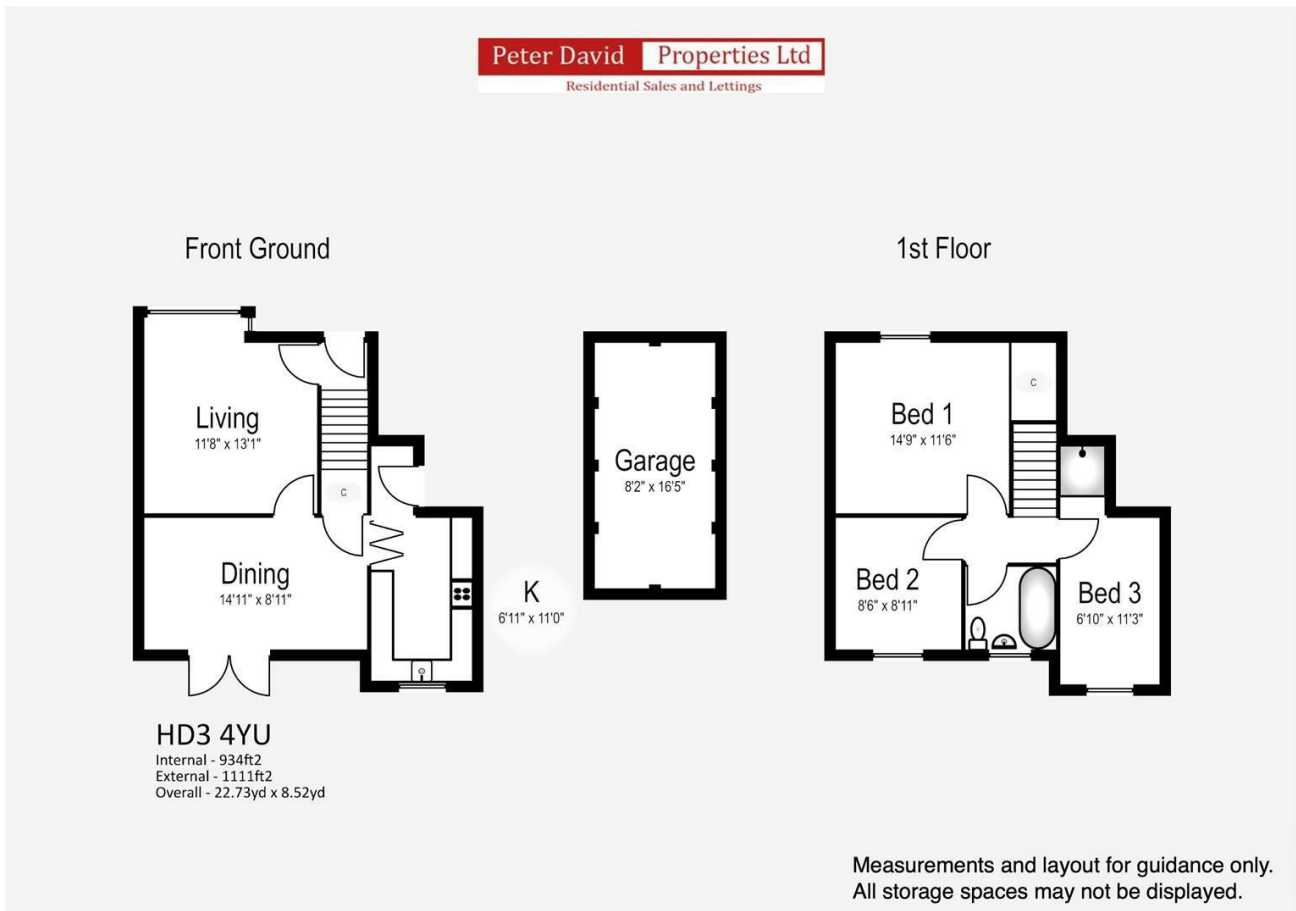 Peter David Properties Ltd
Residential Sales and Lettings
Front Ground
1st Floor
Living
11'8" x 13'1"
C
Dining
14'11" x 8'11"
K
6'11" x 11'0"
Garage
8'2" x 16'5"
Bed 1
14'9" x 11'6"
C
Bed 2
8'6" x 8'11"
Bed 3
6'10" x 11'3"
HD3 4YU
Internal - 934ft2
External - 1111ft2
Overall - 22.73yd x 8.52yd
Measurements and layout for guidance only.
All storage spaces may not be displayed.